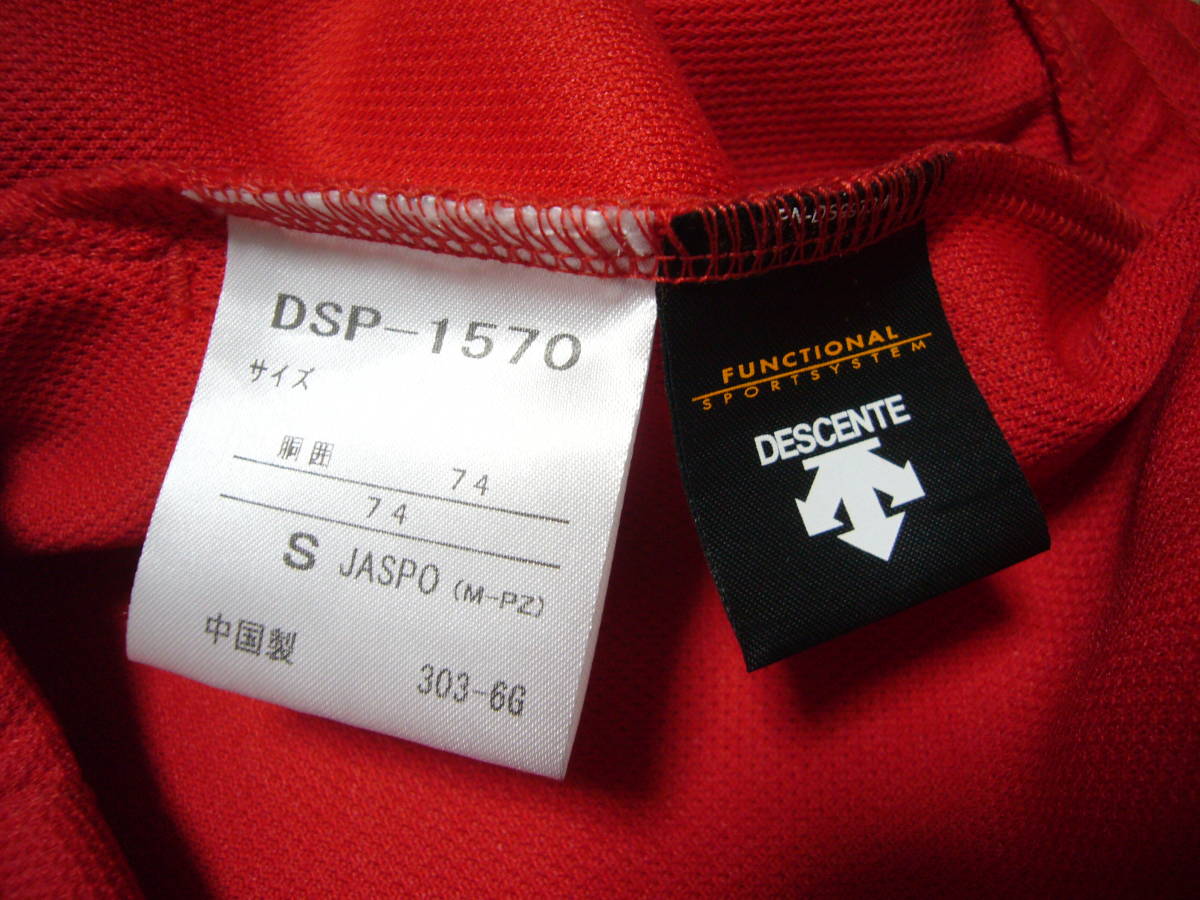 DSP-1570
サイズ
胴囲 74
74
S JASPO (M-PZ)
中国製
303-6G
FUNCTIONAL
SPORTSYSTEM
DESCENTE